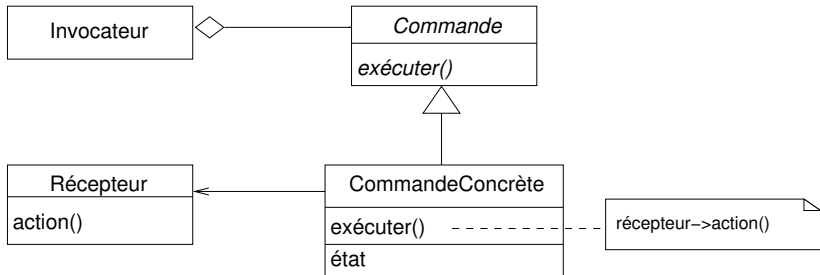 Invocateur
Commande
exécuter()
Récepteur
action()
CommandeConcrète
exécuter()
état
récepteur->action()